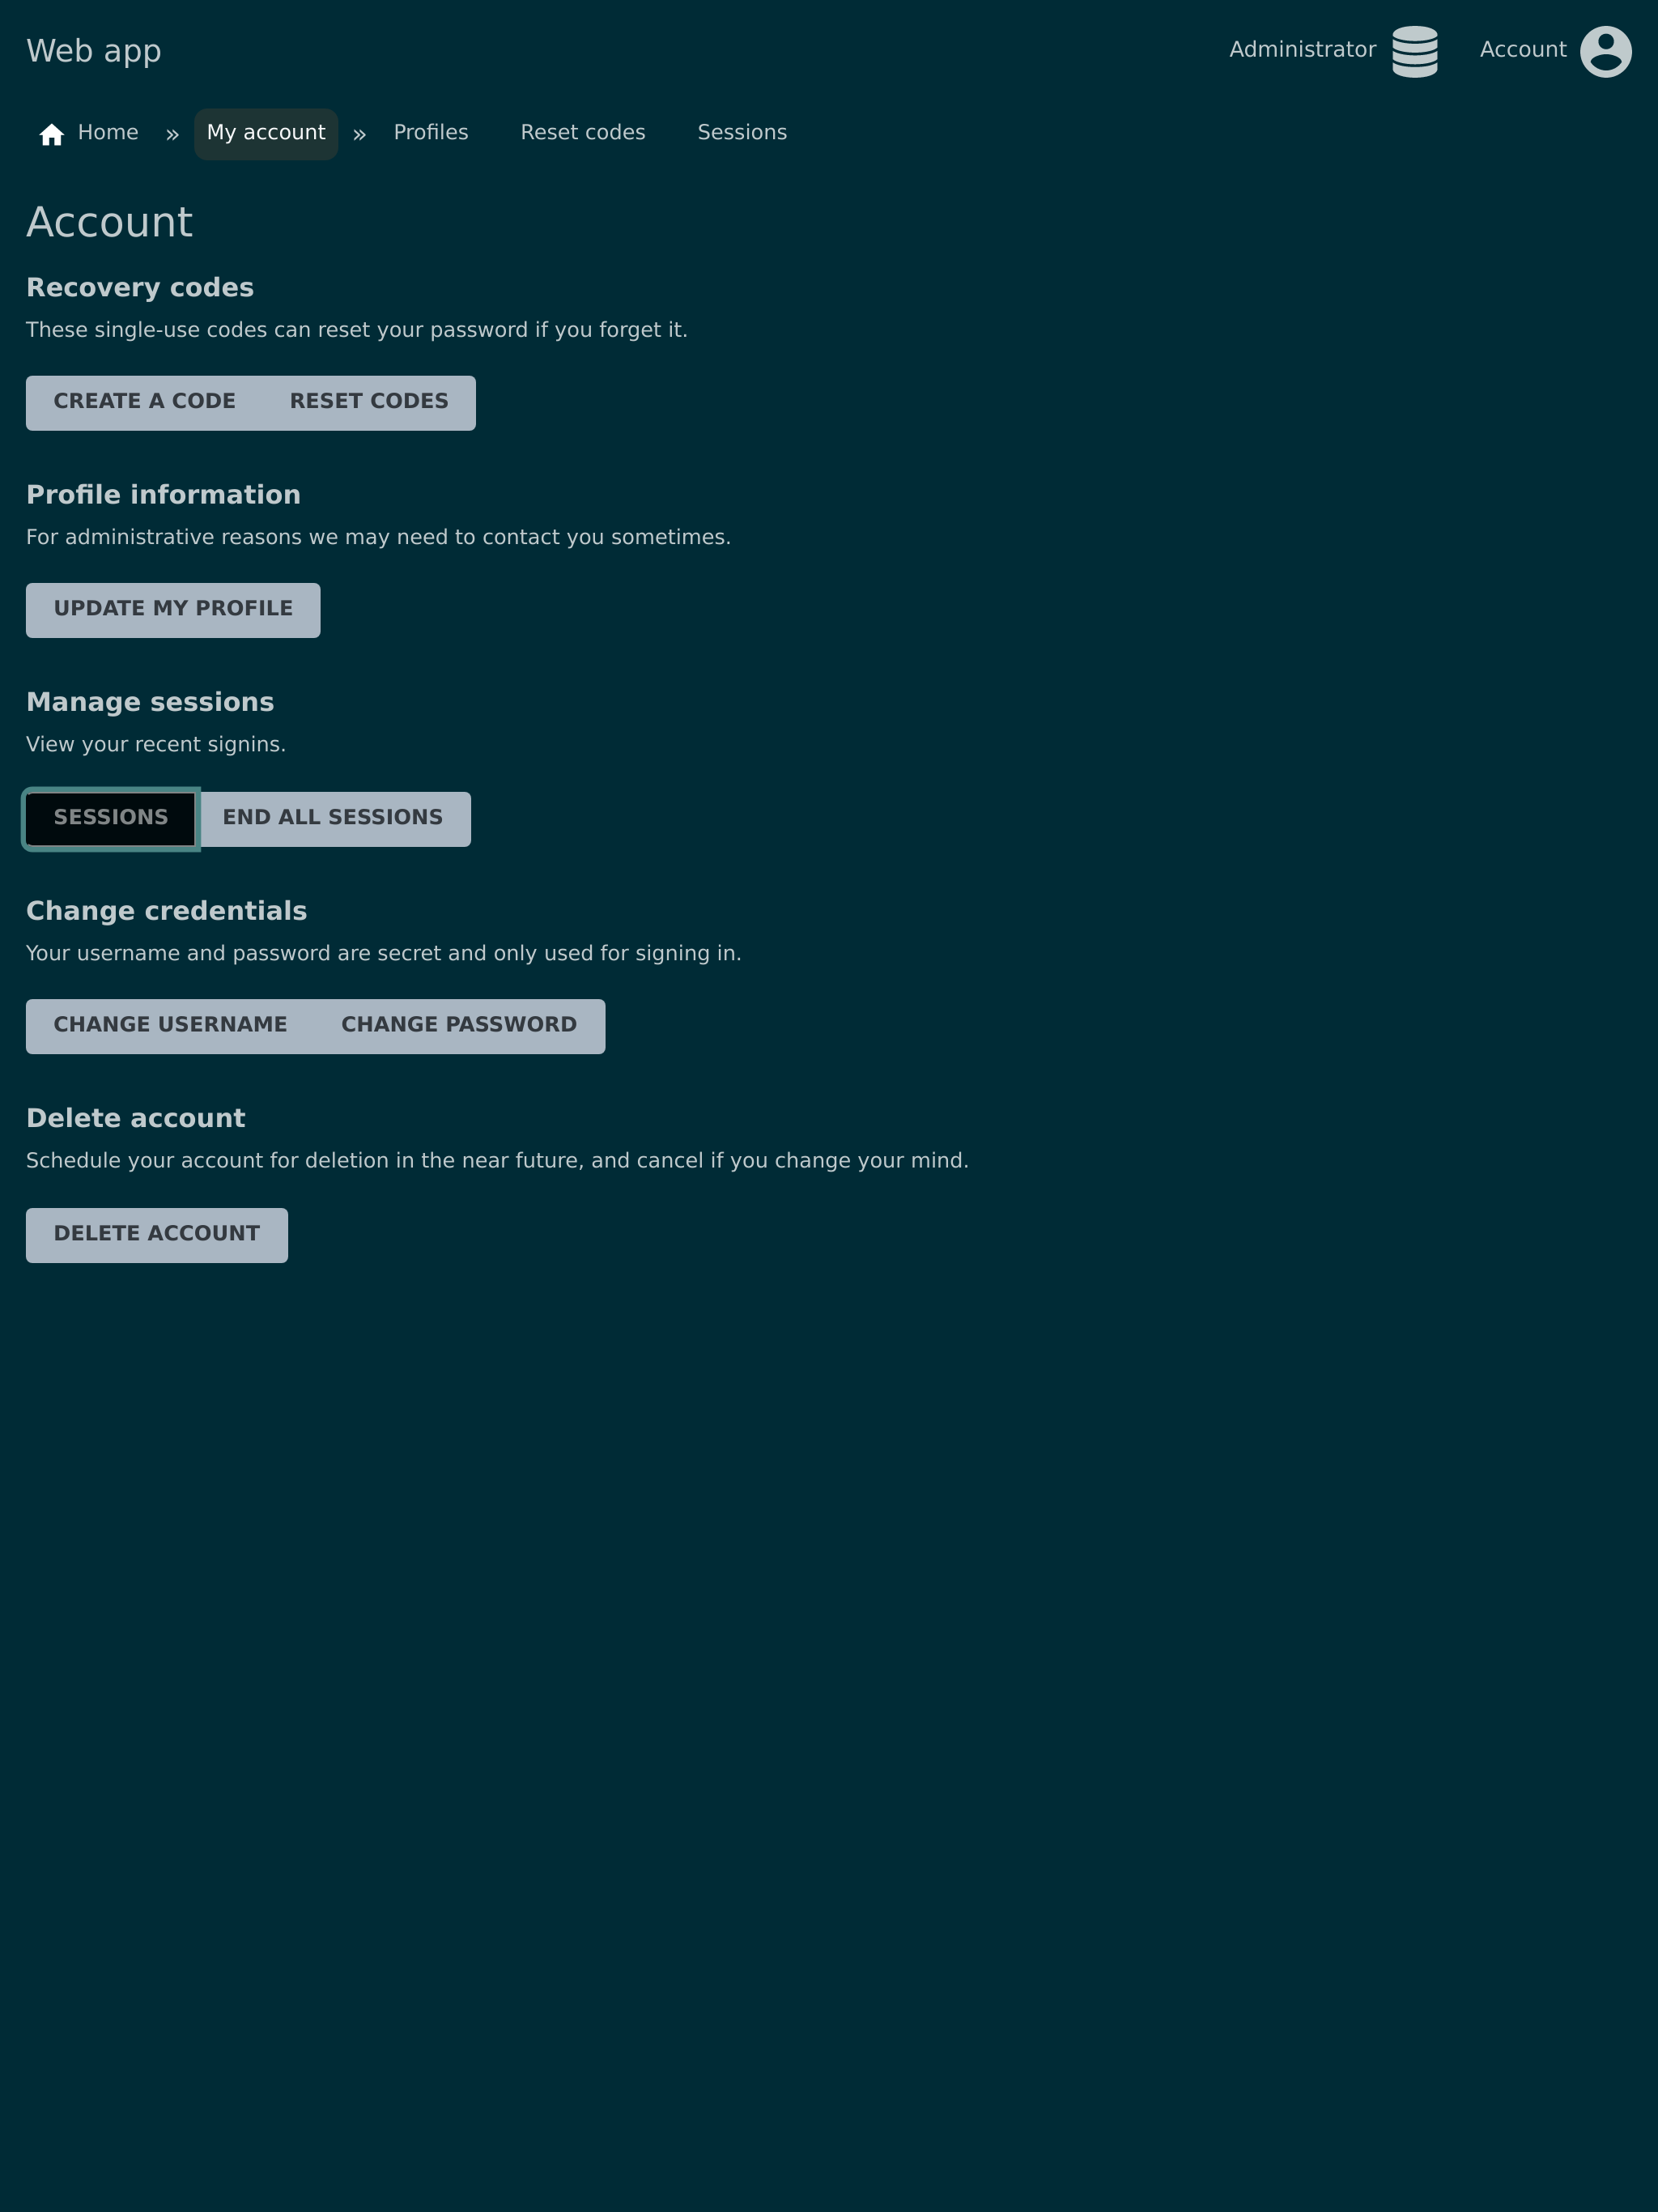 Web app
Administrator Account
Home » My account » Profiles Reset codes Sessions
Account
Recovery codes
These single-use codes can reset your password if you forget it.
CREATE A CODE RESET CODES
Profile information
For administrative reasons we may need to contact you sometimes.
UPDATE MY PROFILE
Manage sessions
View your recent signins.
SESSIONS END ALL SESSIONS
Change credentials
Your username and password are secret and only used for signing in.
CHANGE USERNAME CHANGE PASSWORD
Delete account
Schedule your account for deletion in the near future, and cancel if you change your mind.
DELETE ACCOUNT